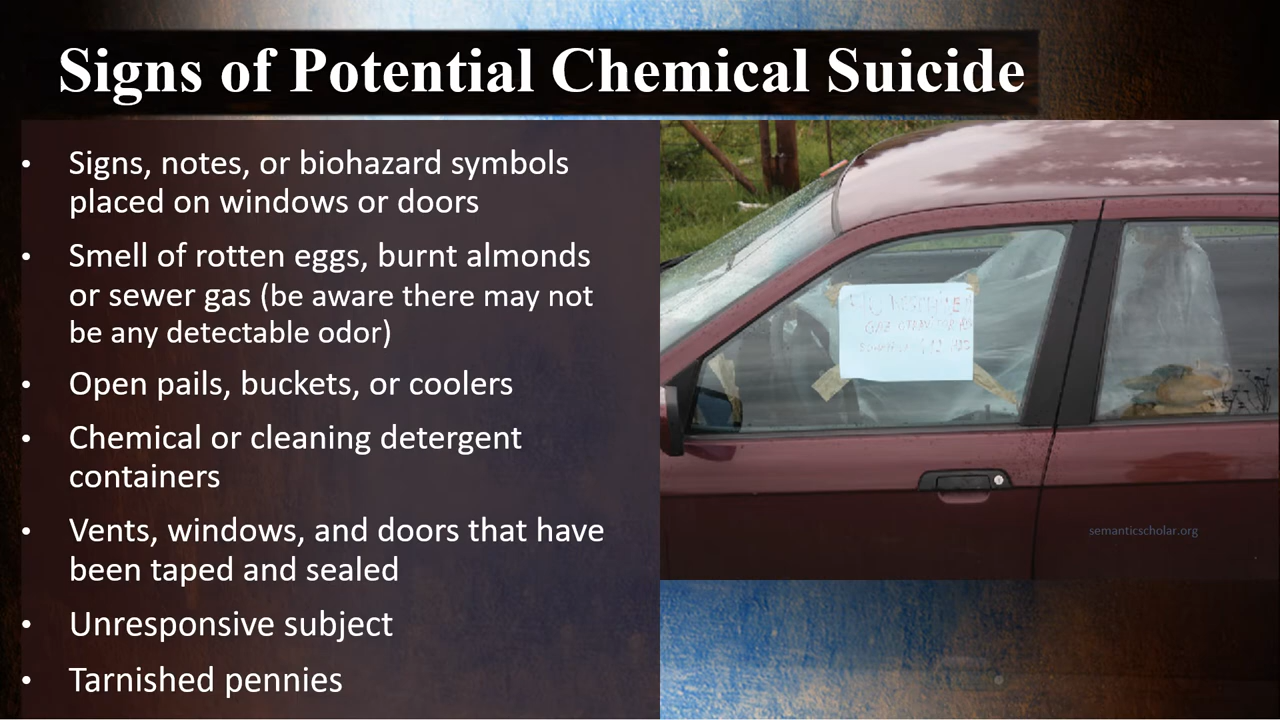 Signs of Potential Chemical Suicide
• Signs, notes, or biohazard symbols
placed on windows or doors
• Smell of rotten eggs, burnt almonds
or sewer gas (be aware there may not
be any detectable odor)
• Open pails, buckets, or coolers
• Chemical or cleaning detergent
containers
• Vents, windows, and doors that have
been taped and sealed
• Unresponsive subject
• Tarnished pennies
semanticscholar.org